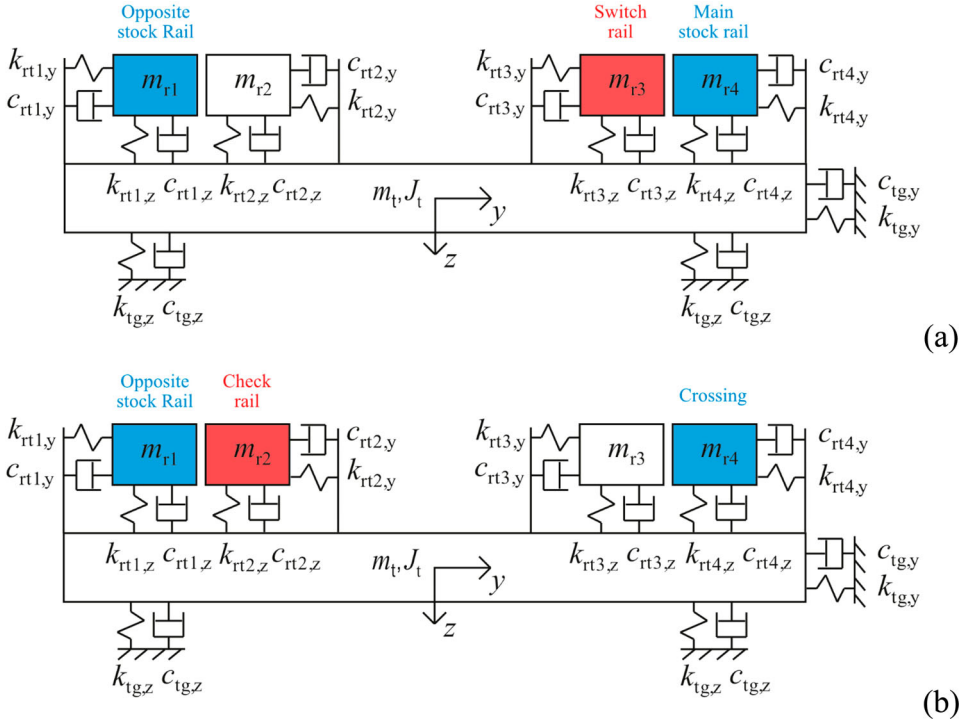 Opposite stock Rail
Switch rail
Main stock rail
k_rt1,y
c_rt1,y
m_r1
m_r2
c_rt2,y
k_rt2,y
k_rt3,y
c_rt3,y
m_r3
m_r4
c_rt4,y
k_rt4,y
k_rt1,z c_rt1,z k_rt2,z c_rt2,z
m_t, J_t
y
z
k_rt3,z c_rt3,z k_rt4,z c_rt4,z
c_tg,y
k_tg,y
k_tg,z c_tg,z
k_tg,z c_tg,z
(a)
Opposite stock Rail
Check rail
Crossing
k_rt1,y
c_rt1,y
m_r1
m_r2
c_rt2,y
k_rt2,y
k_rt3,y
c_rt3,y
m_r3
m_r4
c_rt4,y
k_rt4,y
k_rt1,z c_rt1,z k_rt2,z c_rt2,z
m_t, J_t
y
z
k_rt3,z c_rt3,z k_rt4,z c_rt4,z
c_tg,y
k_tg,y
k_tg,z c_tg,z
k_tg,z c_tg,z
(b)